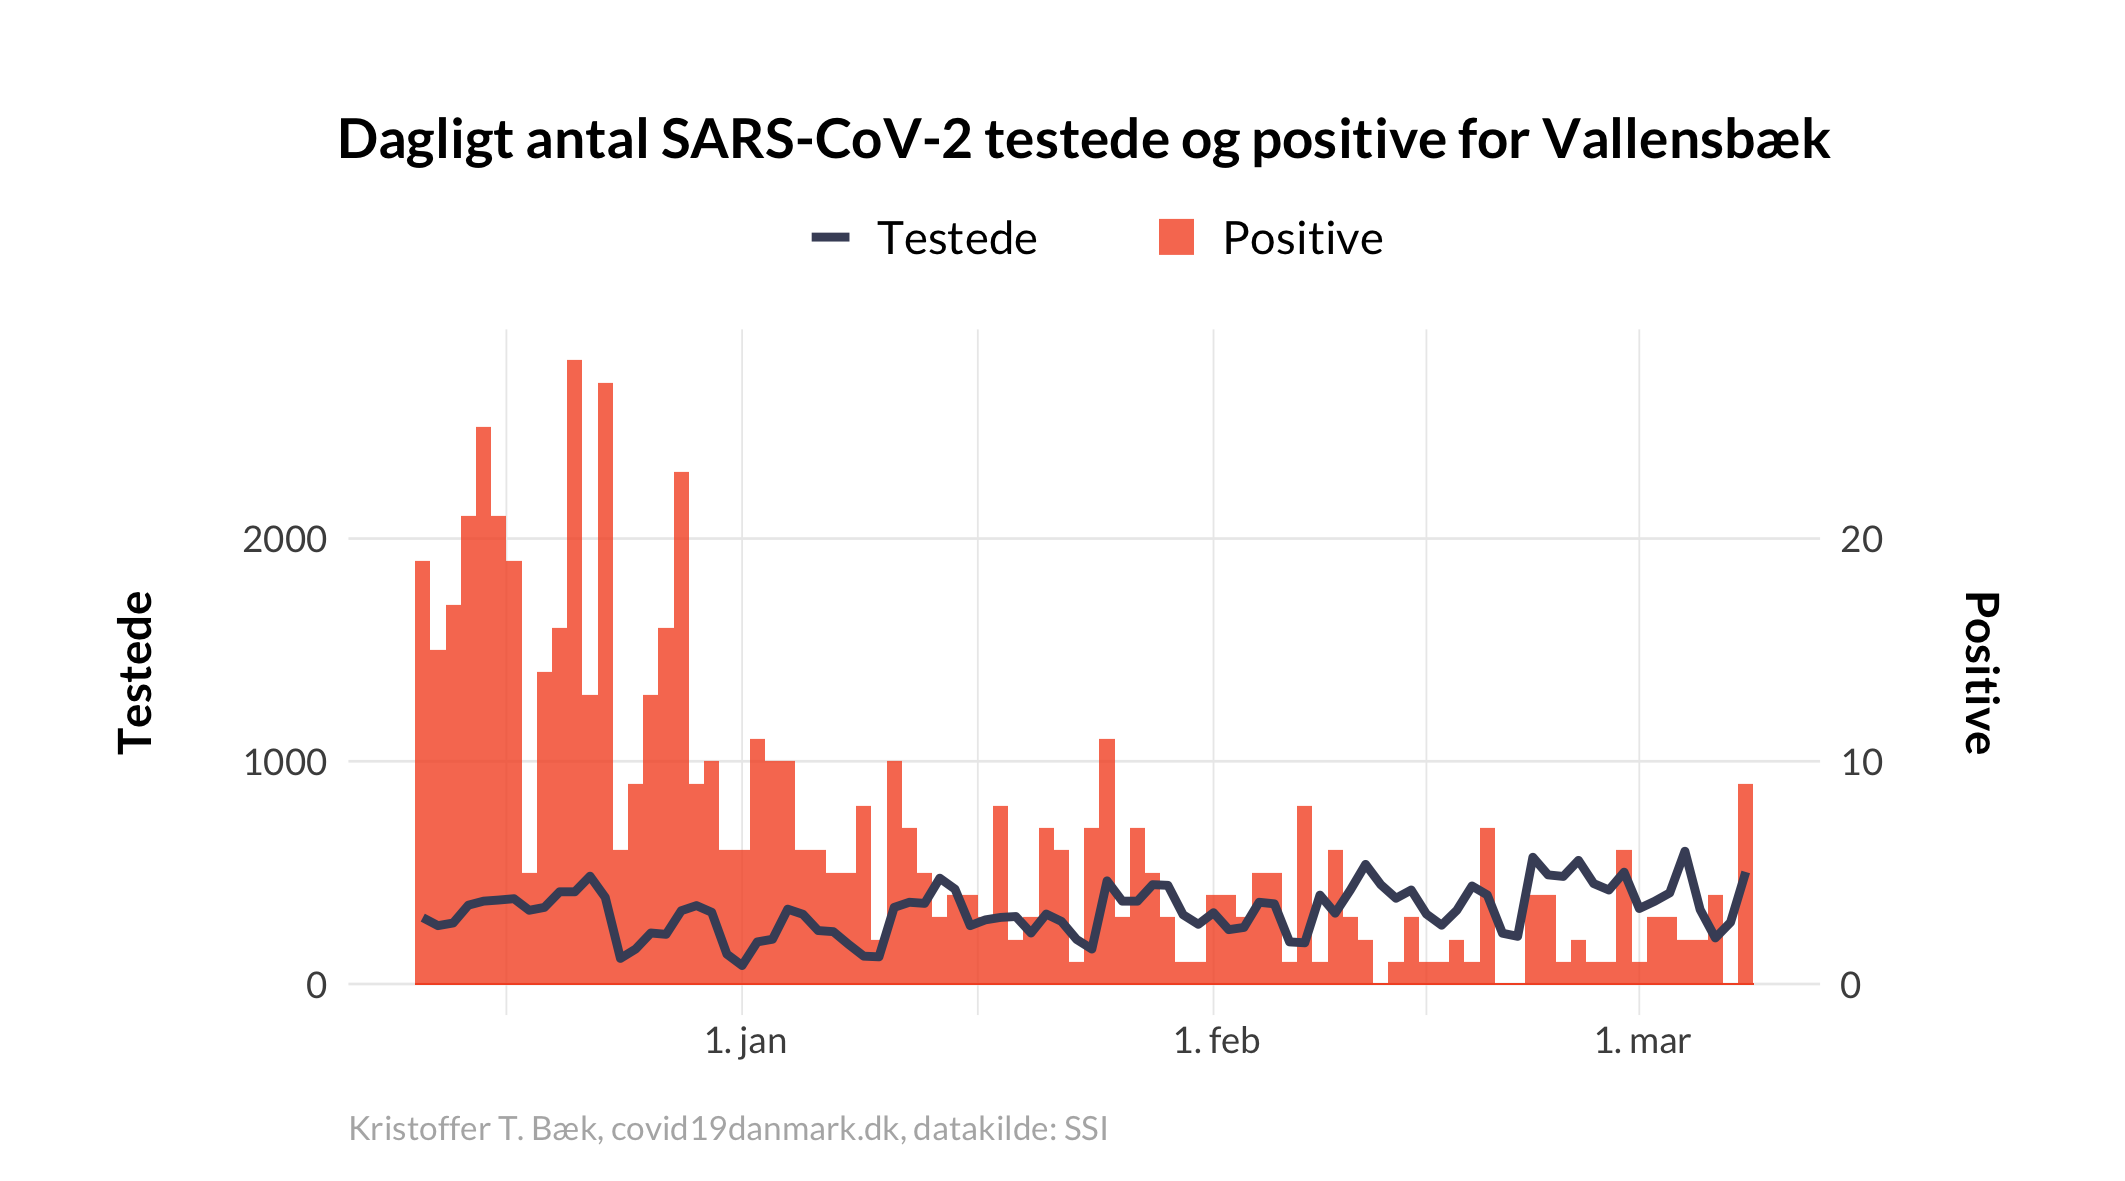 Dagligt antal SARS-CoV-2 testede og positive for Vallensbæk
Testede
Positive
2000
1000
0
Testede
20
10
0
Positive
1. jan
1. feb
1. mar
Kristoffer T. Bæk, covid19danmark.dk, datakilde: SSI